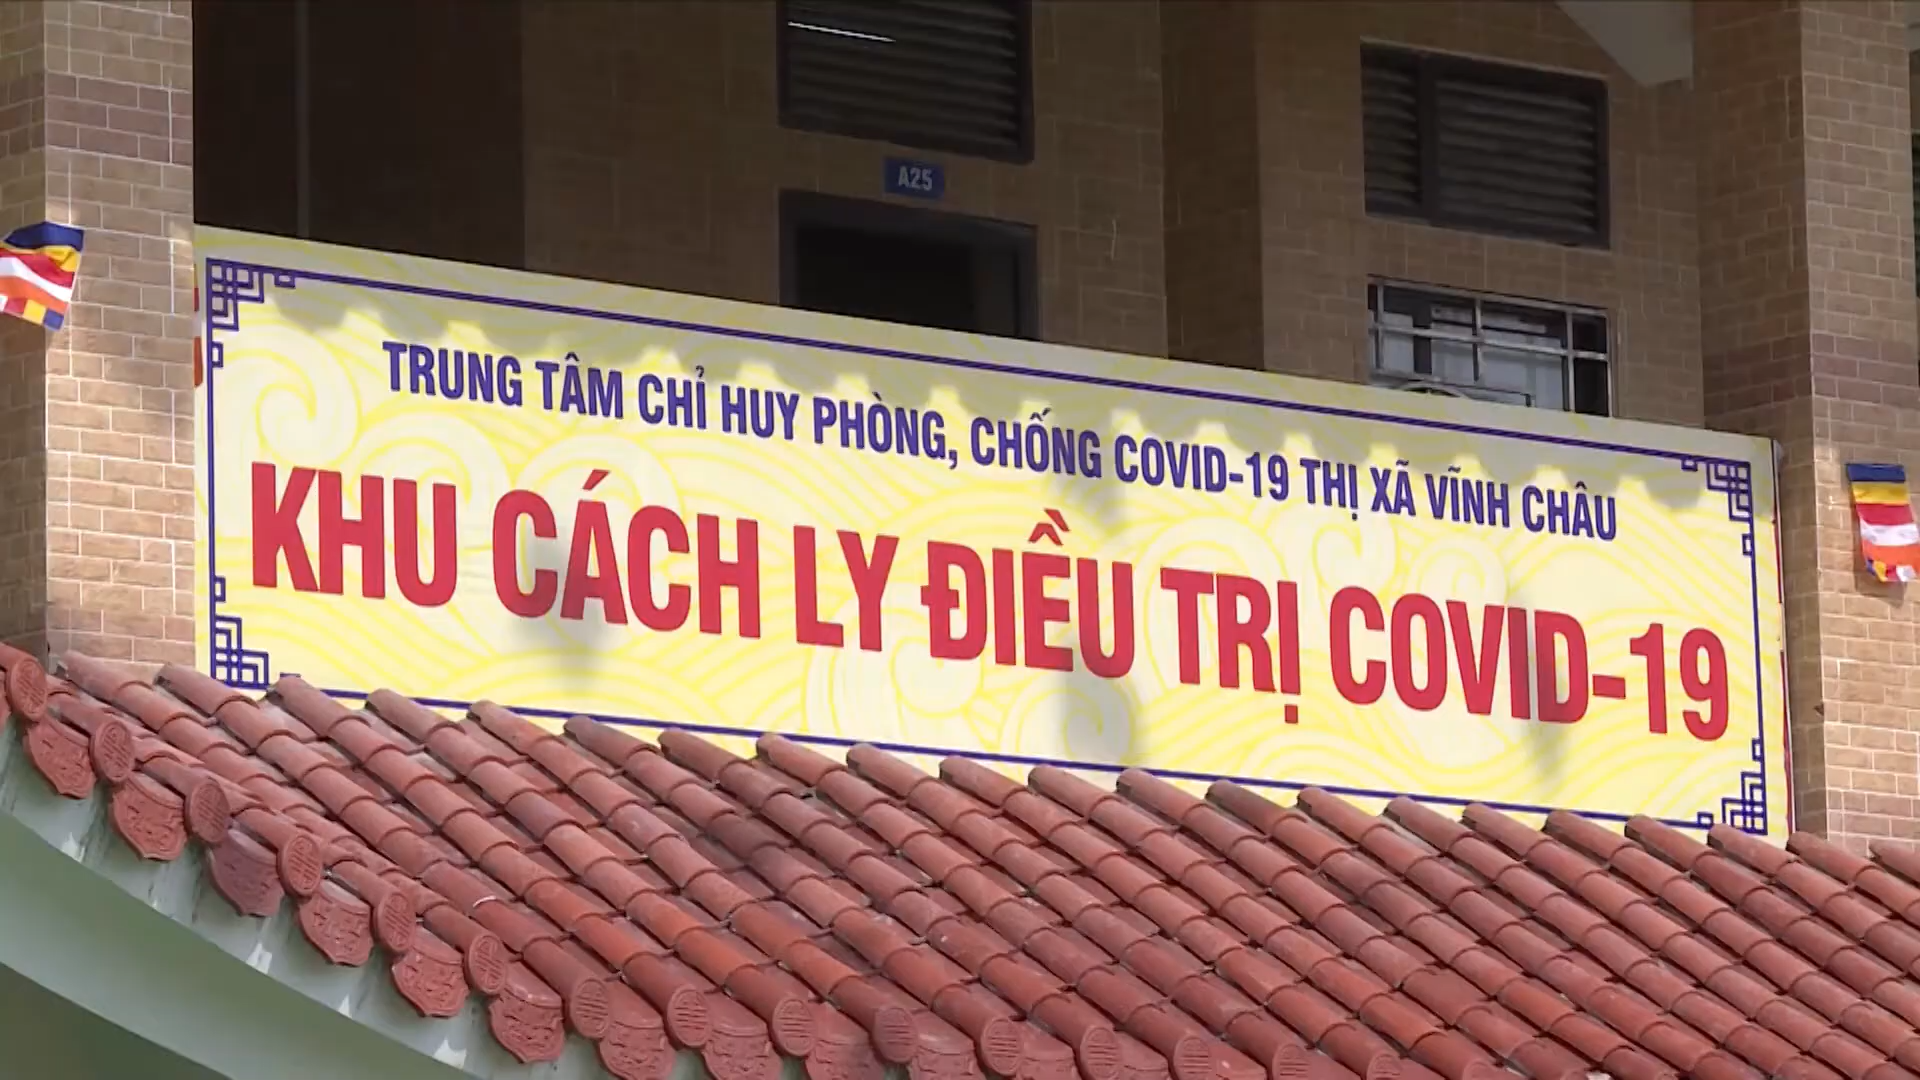 A25
TRUNG TÂM CHỈ HUY PHÒNG, CHỐNG COVID-19 THỊ XÃ VĨNH CHÂU
KHU CÁCH LY ĐIỀU TRỊ COVID-19